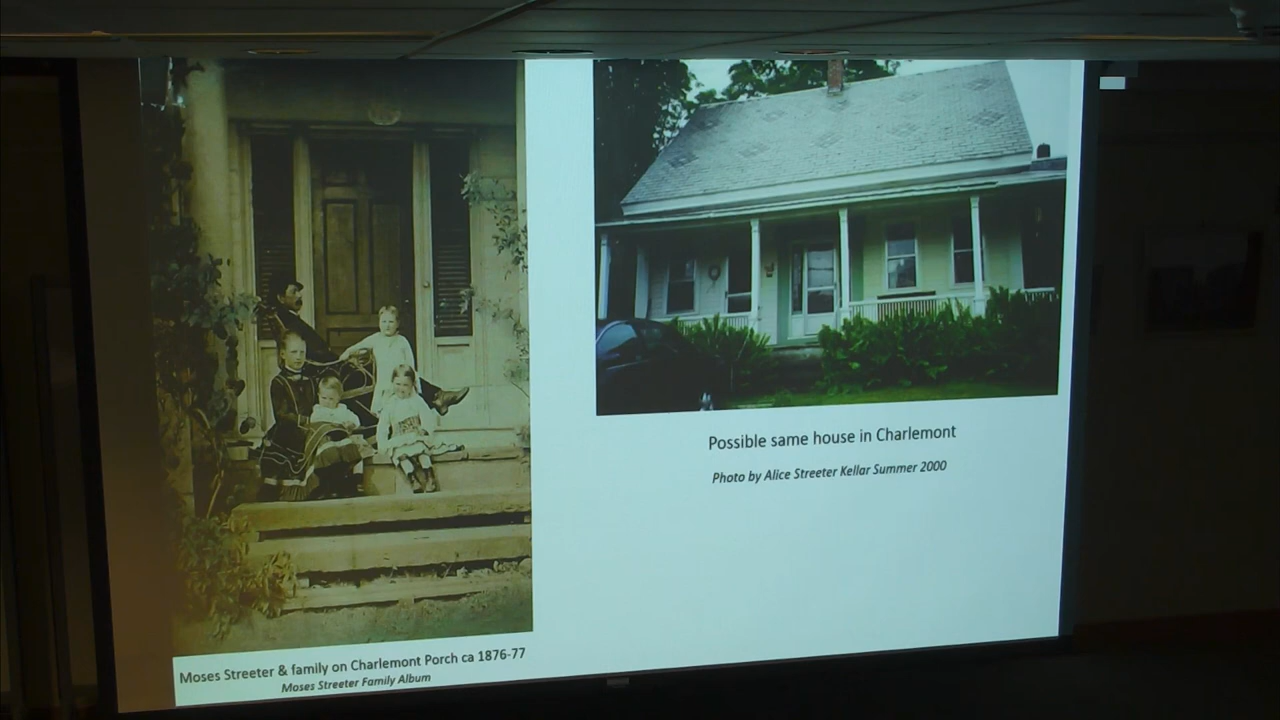 Possible same house in Charlemont
Photo by Alice Streeter Kellar Summer 2000
Moses Streeter & family on Charlemont Porch ca 1876-77
Moses Streeter Family Album